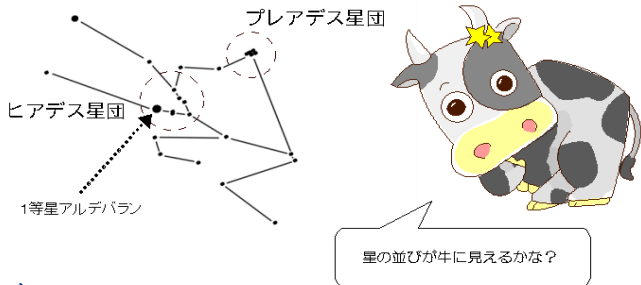 プレアデス星団
ヒアデス星団
1等星アルデバラン
星の並びが牛に見えるかな？